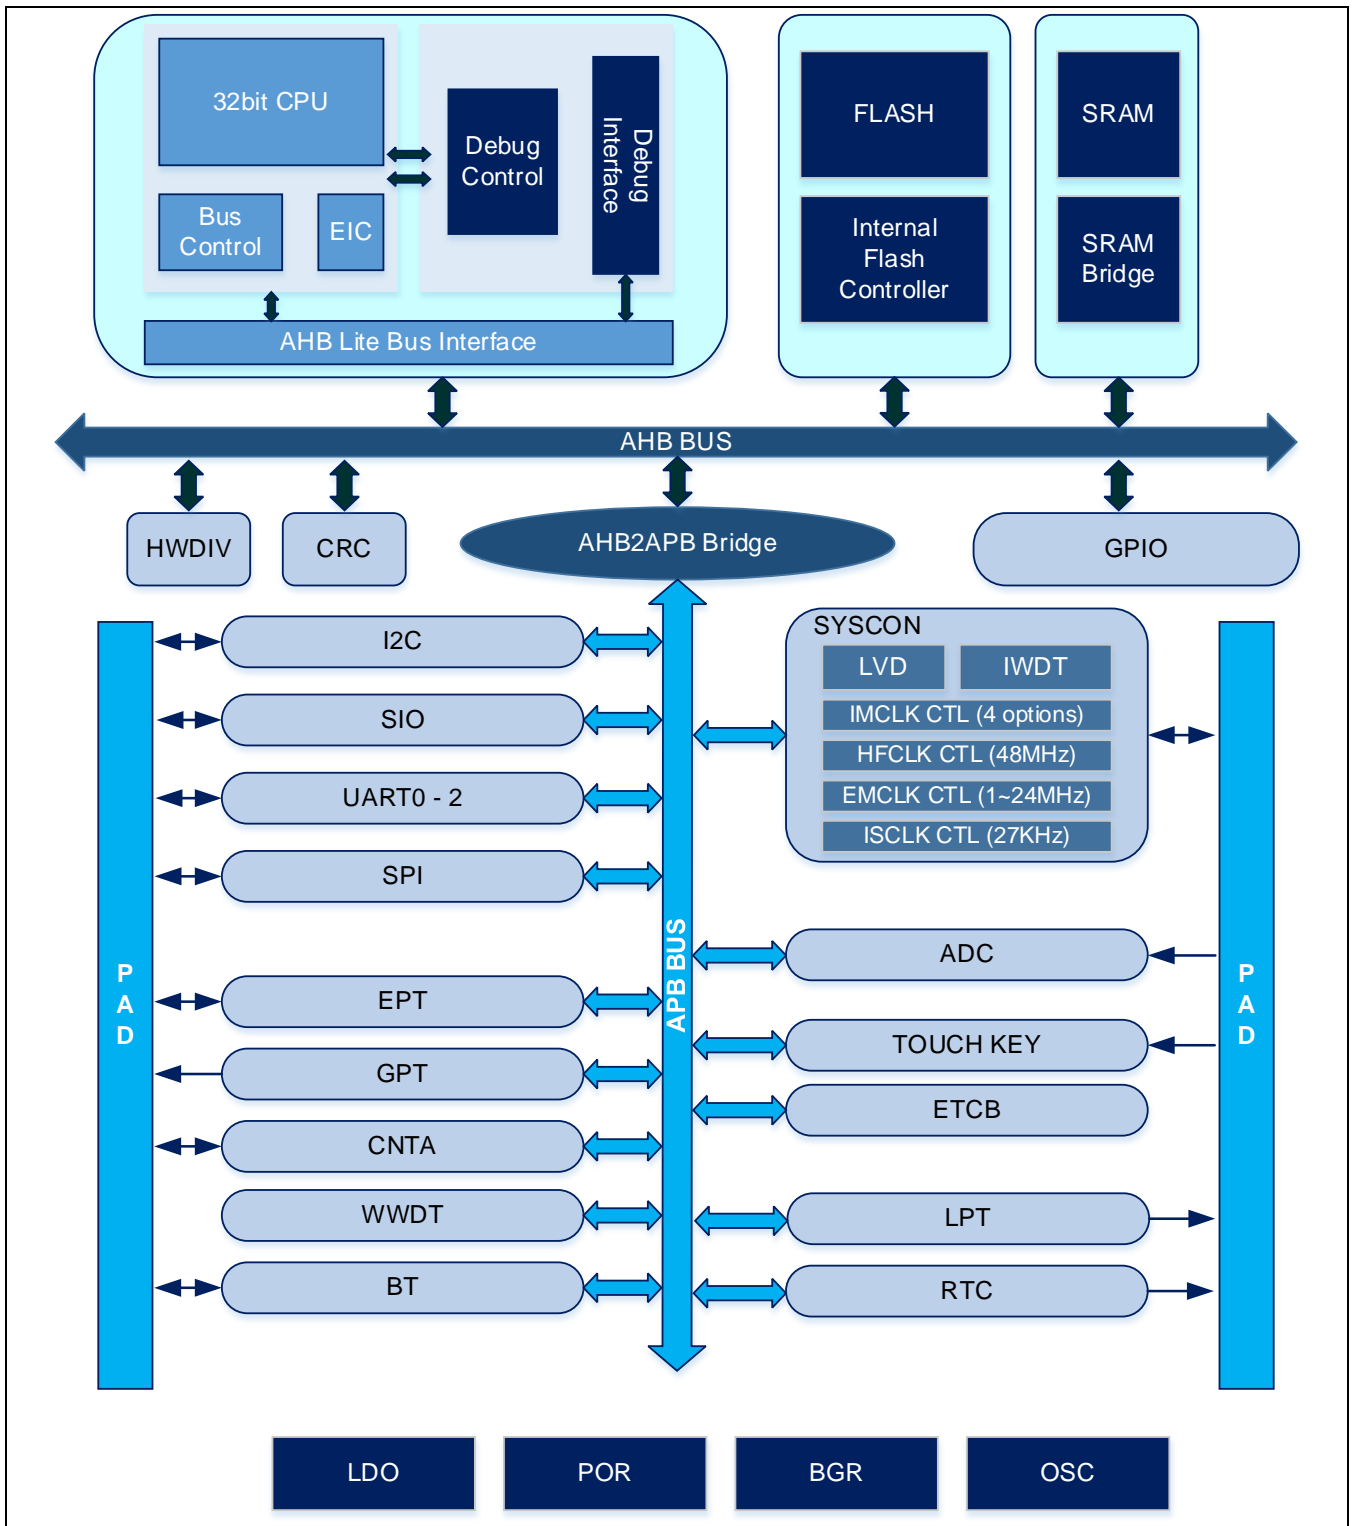 32bit CPU
Debug
Control
Debug
Interface
Bus
Control
EIC
AHB Lite Bus Interface
FLASH
Internal
Flash
Controller
SRAM
SRAM
Bridge
AHB BUS
HWDIV
CRC
AHB2APB Bridge
GPIO
PAD
I2C
SIO
UART0 - 2
SPI
EPT
GPT
CNTA
WWDT
BT
APB BUS
SYSCON
LVD
IWDT
IMCLK CTL (4 options)
HFCLK CTL (48MHz)
EMCLK CTL (1~24MHz)
ISCLK CTL (27KHz)
ADC
TOUCH KEY
ETCB
LPT
RTC
PAD
LDO
POR
BGR
OSC